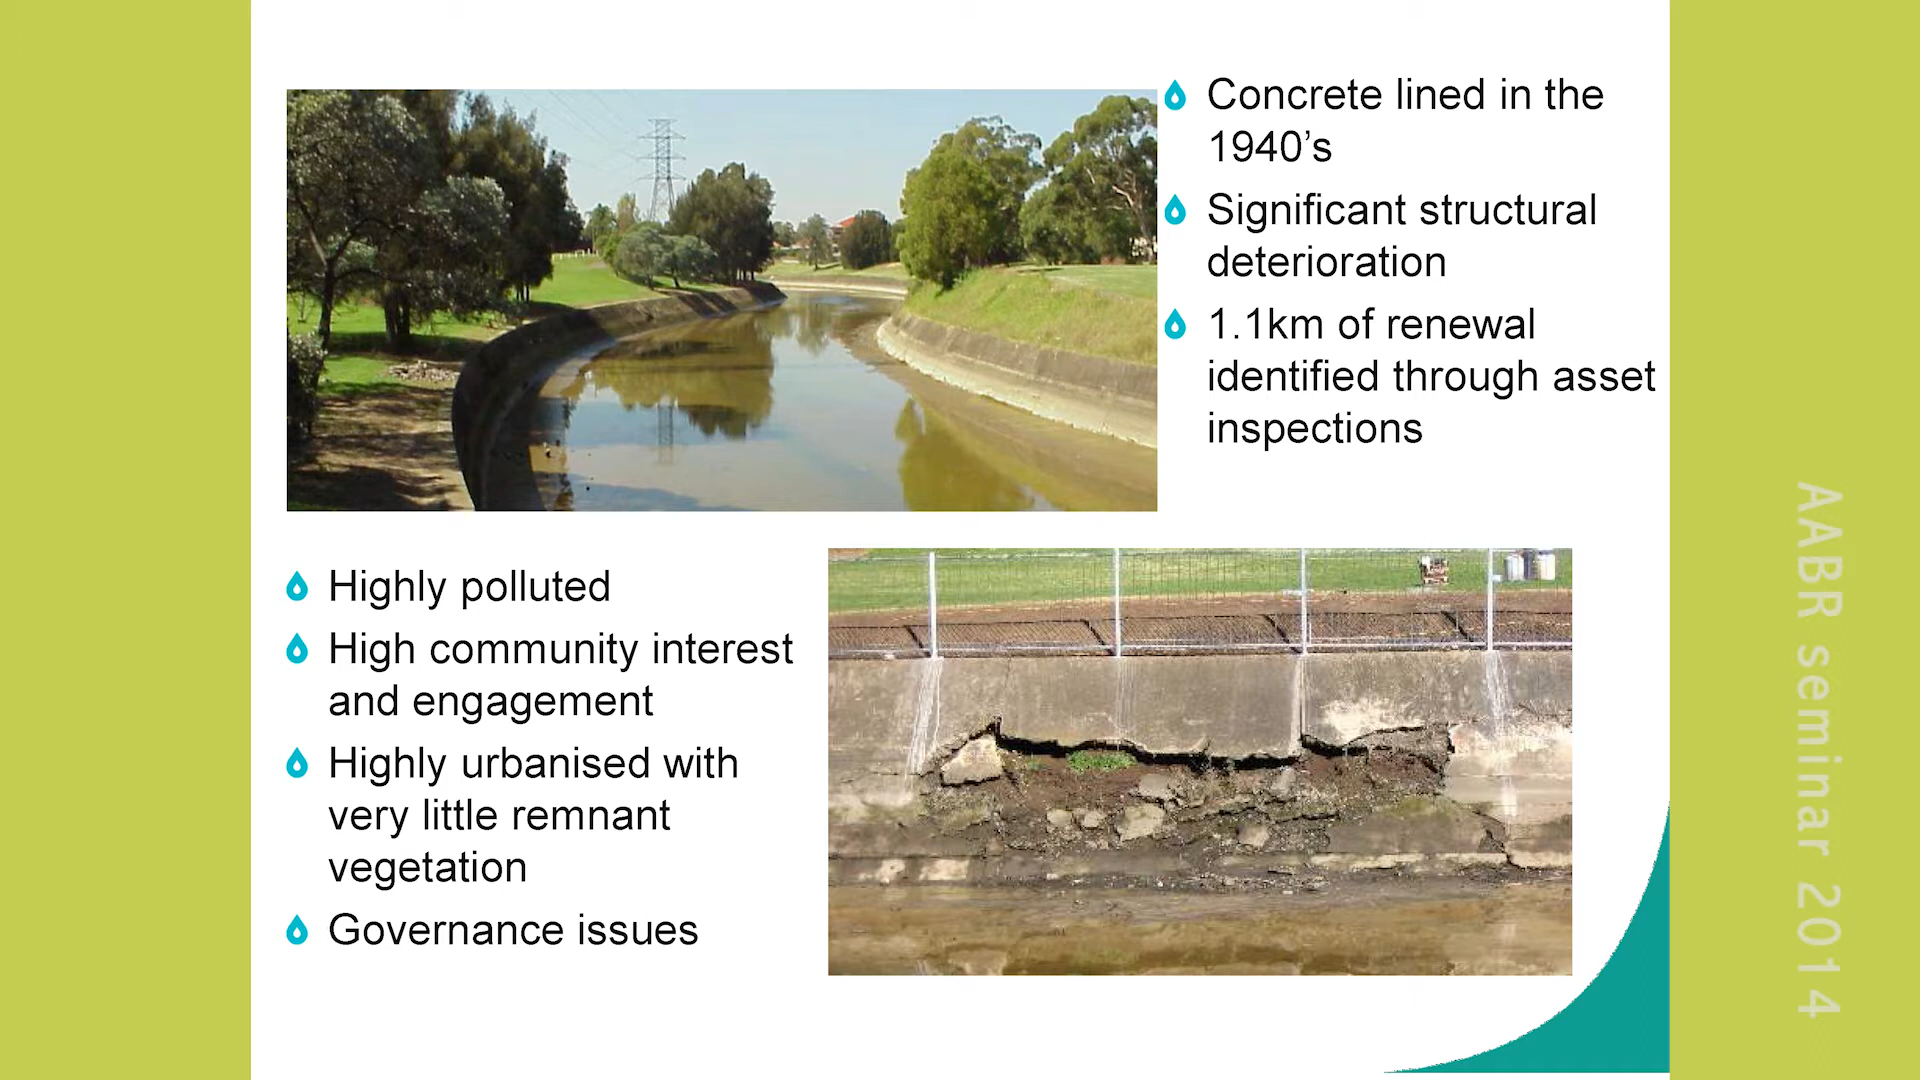 Concrete lined in the
1940’s
Significant structural
deterioration
1.1km of renewal
identified through asset
inspections
Highly polluted
High community interest
and engagement
Highly urbanised with
very little remnant
vegetation
Governance issues
AABR seminar 2014